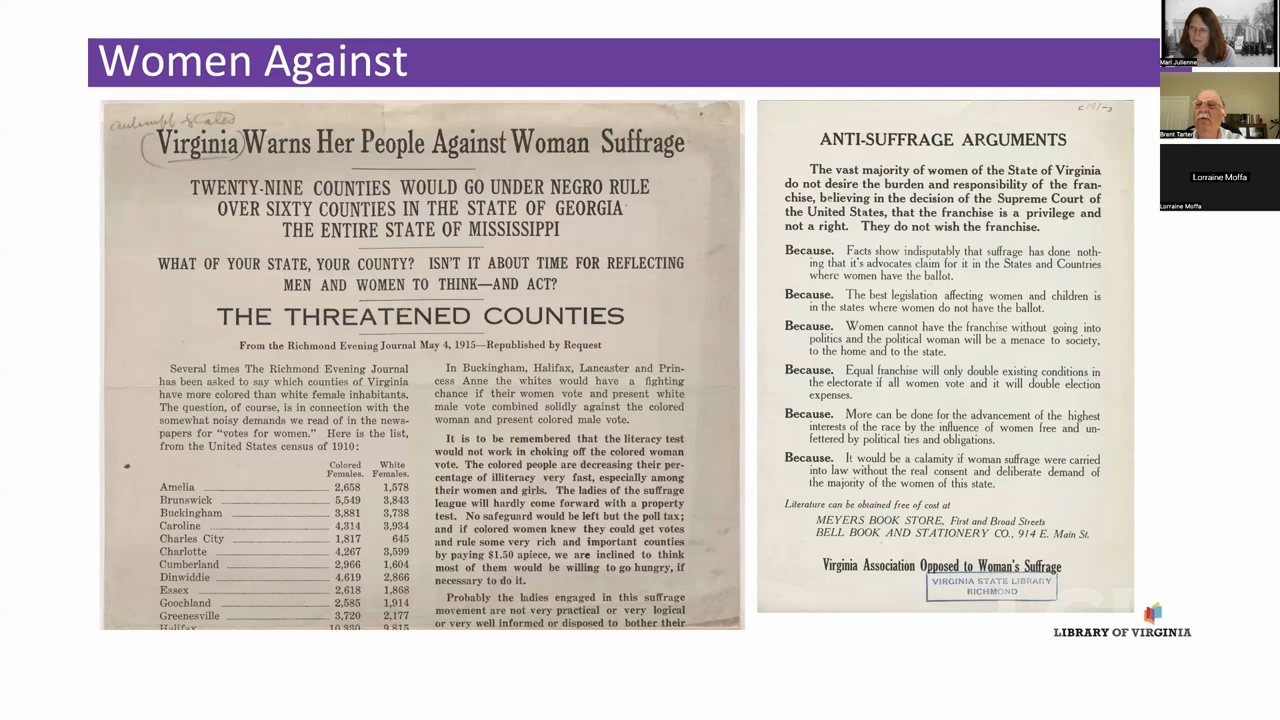 Women Against
Virginia Warns Her People Against Woman Suffrage
TWENTY-NINE COUNTIES WOULD GO UNDER NEGRO RULE
OVER SIXTY COUNTIES IN THE STATE OF GEORGIA
THE ENTIRE STATE OF MISSISSIPPI
WHAT OF YOUR STATE, YOUR COUNTY? ISN'T IT ABOUT TIME FOR REFLECTING
MEN AND WOMEN TO THINK—AND ACT?
THE THREATENED COUNTIES
From the Richmond Evening Journal May 4, 1915—Republished by Request
Several times The Richmond Evening Journal
has been asked to say which counties of Virginia
have more colored than white female inhabitants.
The question, of course, is in connection with the
somewhat noisy demands we read of in the news-
papers for "votes for women." Here is the list,
from the United States census of 1910:
Colored White
Females. Females.
Amelia 2,658 1,578
Brunswick 5,549 3,843
Buckingham 3,881 3,738
Caroline 4,314 3,934
Charles City 1,817 645
Charlotte 4,267 3,599
Cumberland 2,966 1,604
Dinwiddie 4,619 2,866
Essex 2,618 1,868
Goochland 2,585 1,914
Greenesville 3,720 2,177
Halifax 10,330 9,815
In Buckingham, Halifax, Lancaster and Prin-
cess Anne the whites would have a fighting
chance if their women vote and present white
male vote combined solidly against the colored
woman and present colored male vote.
It is to be remembered that the literacy test
would not work in choking off the colored woman
vote. The colored people are decreasing their per-
centage of illiteracy very fast, especially among
their women and girls. The ladies of the suffrage
league will hardly come forward with a property
test. No safeguard would be left but the poll tax;
and if colored women knew they could get votes
and rule some very rich and important counties
by paying $1.50 apiece, we are inclined to think
most of them would be willing to go hungry, if
necessary to do it.
Probably the ladies engaged in this suffrage
movement are not very practical or very logical
or very well informed or disposed to bother their
ANTI-SUFFRAGE ARGUMENTS
The vast majority of women of the State of Virginia
do not desire the burden and responsibility of the fran-
chise, believing in the decision of the Supreme Court of
the United States, that the franchise is a privilege and
not a right. They do not wish the franchise.
Because. Facts show indisputably that suffrage has done noth-
ing that it's advocates claim for it in the States and Countries
where women have the ballot.
Because. The best legislation affecting women and children is
in the states where women do not have the ballot.
Because. Women cannot have the franchise without going into
politics and the political woman will be a menace to society,
to the home and to the state.
Because. Equal franchise will only double existing conditions in
the electorate if all women vote and it will double election
expenses.
Because. More can be done for the advancement of the highest
interests of the race by the influence of women free and un-
fettered by political ties and obligations.
Because. It would be a calamity if woman suffrage were carried
into law without the real consent and deliberate demand of
the majority of the women of this state.
Literature can be obtained free of cost at
MEYERS BOOK STORE, First and Broad Streets
BELL BOOK AND STATIONERY CO., 914 E. Main St.
Virginia Association Opposed to Woman's Suffrage
VIRGINIA STATE LIBRARY
RICHMOND
LIBRARY OF VIRGINIA
Mari Julienne
Brent Tarter
Lorraine Moffa
Lorraine Moffa